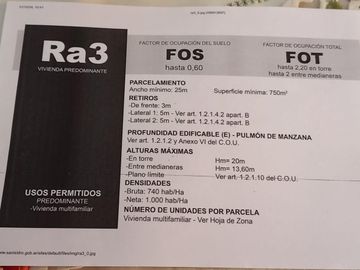 Ra3
VIVIENDA PREDOMINANTE
FACTOR DE OCUPACIÓN DEL SUELO
FOS
hasta 0,60
FACTOR DE OCUPACIÓN TOTAL
FOT
hasta 2,20 en torre
hasta 2 entre medianeras
PARCELAMIENTO
Ancho mínimo: 25m
Superficie mínima: 750m²
RETIROS
-De frente: 3m
-Lateral 1: 5m - Ver art. 1.2.1.4.2 apart. B
-Lateral 2: 5m - Ver art. 1.2.1.4.2 apart. B
PROFUNDIDAD EDIFICABLE (E) - PULMÓN DE MANZANA
Ver art. 1.2.1.2 y Anexo VI del C.O.U.
ALTURAS MÁXIMAS
-En torre Hm= 20m
-Entre medianeras Hm= 13,60m
-Plano límite Ver art. 1.2.1.10 del C.O.U.
DENSIDADES
-Bruta: 740 hab/Ha
-Neta: 1.000 hab/Ha
NÚMERO DE UNIDADES POR PARCELA
Vivienda multifamiliar - Ver Hoja de Zona
USOS PERMITIDOS
PREDOMINANTE
-Vivienda multifamiliar